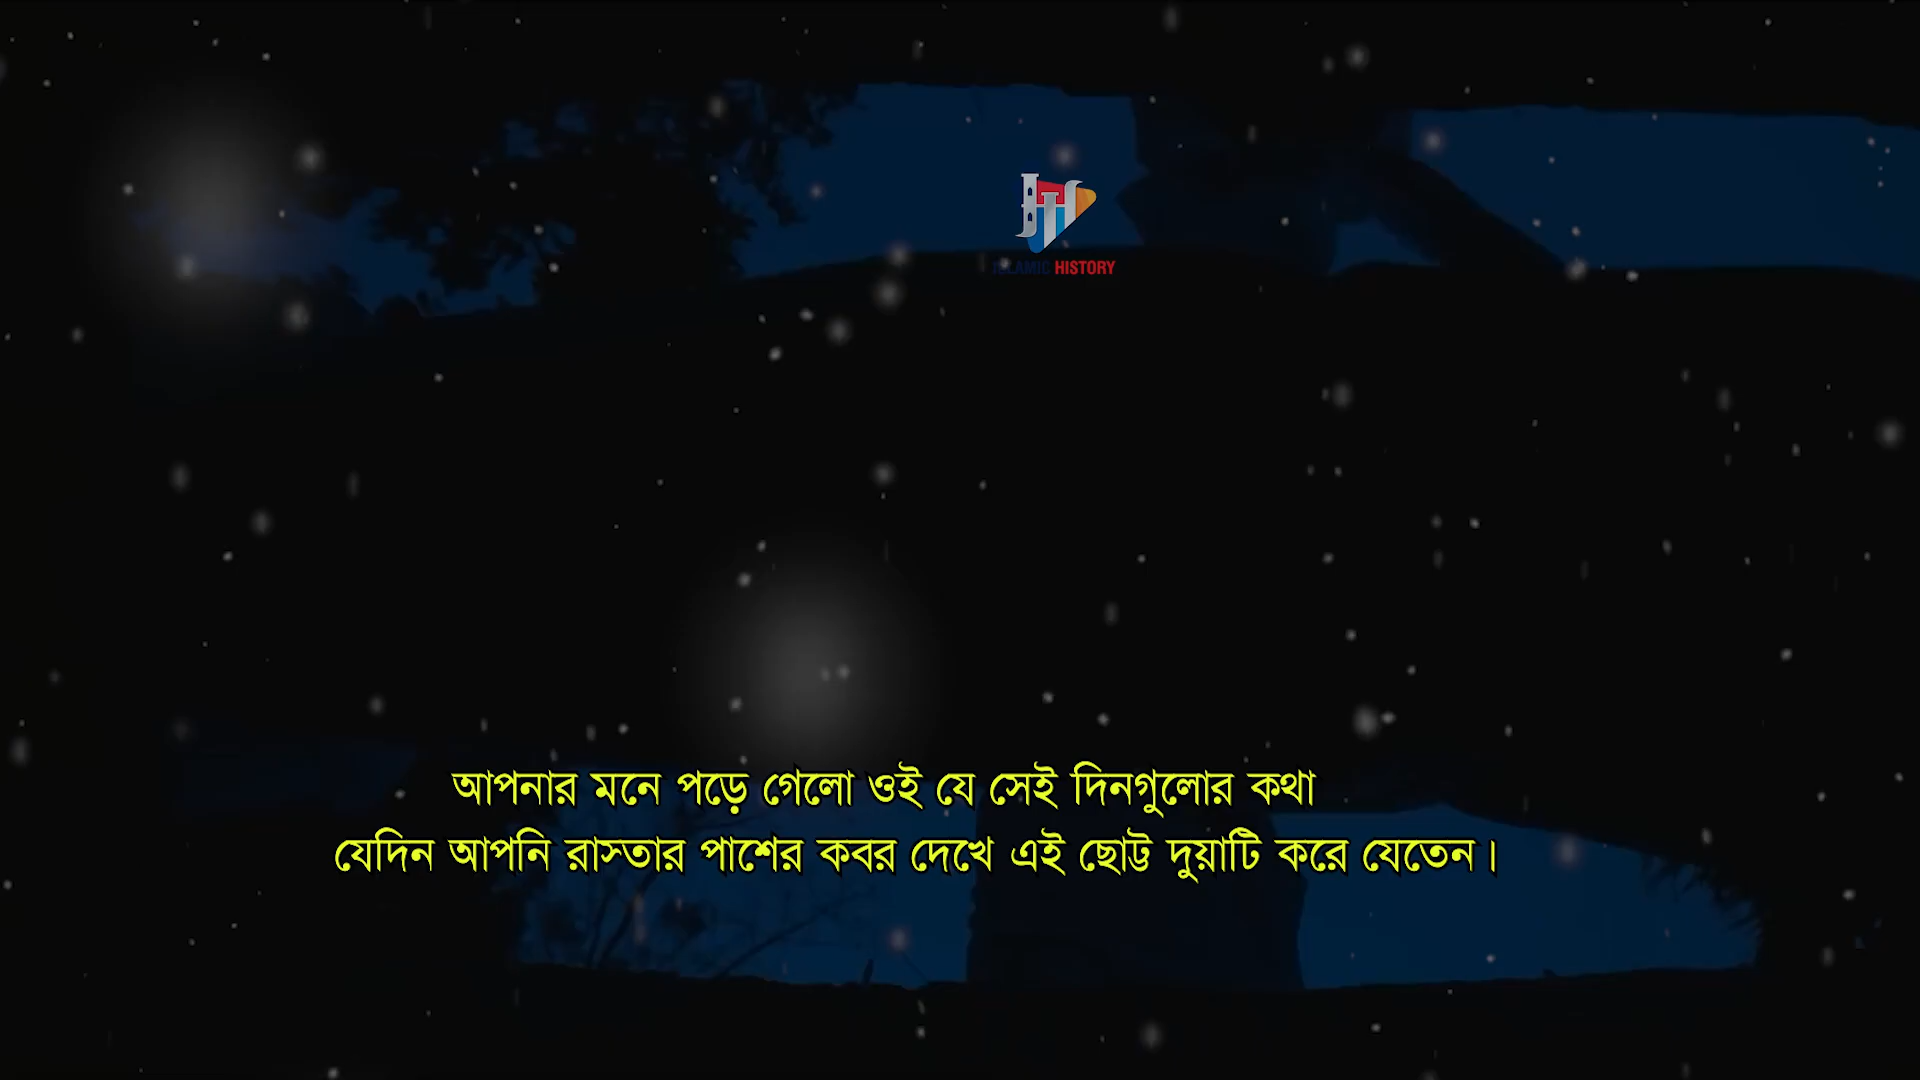 ISLAMIC HISTORY
আপনার মনে পড়ে গেলো ওই যে সেই দিনগুলোর কথা
যেদিন আপনি রাস্তার পাশের কবর দেখে এই ছোট্ট দুয়াটি করে যেতেন।